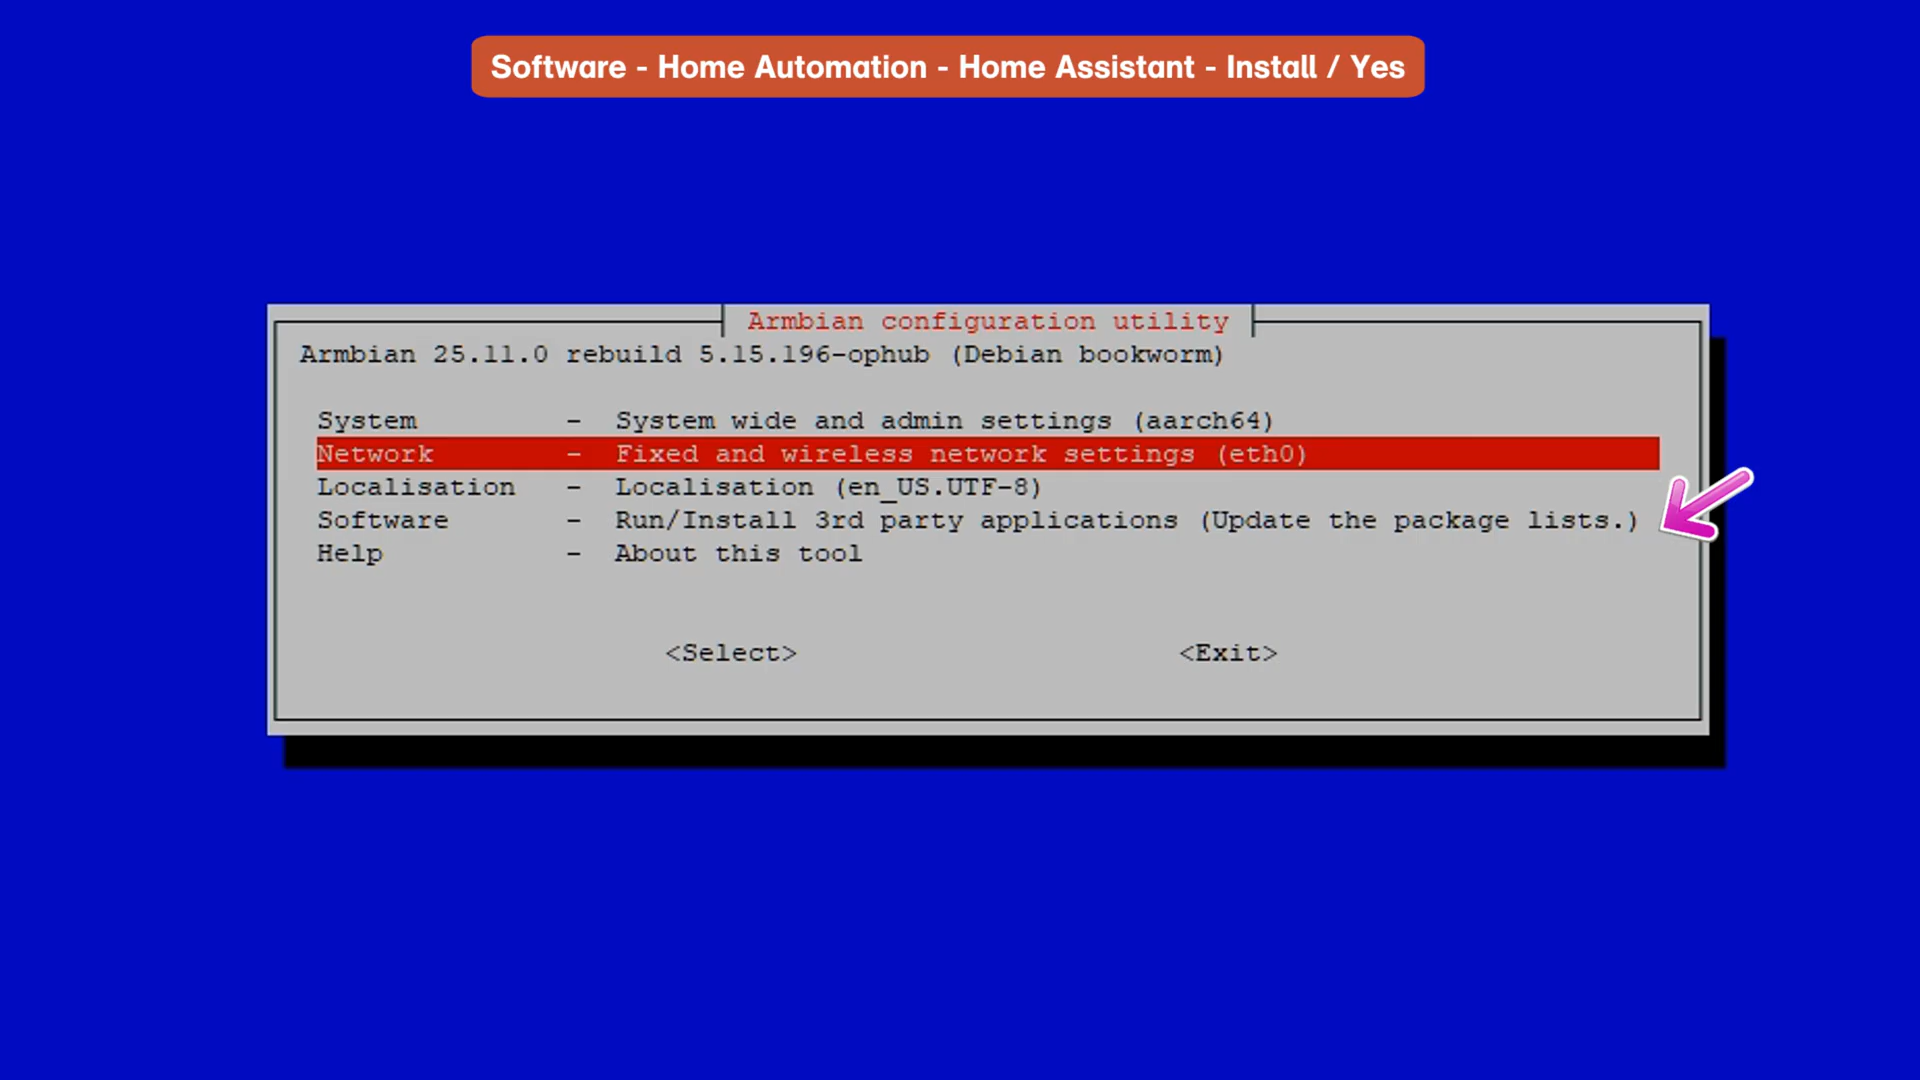 Software - Home Automation - Home Assistant - Install / Yes
Armbian configuration utility
Armbian 25.11.0 rebuild 5.15.196-ophub (Debian bookworm)
System - System wide and admin settings (aarch64)
Network - Fixed and wireless network settings (eth0)
Localisation - Localisation (en_US.UTF-8)
Software - Run/Install 3rd party applications (Update the package lists.)
Help - About this tool
<Select> <Exit>